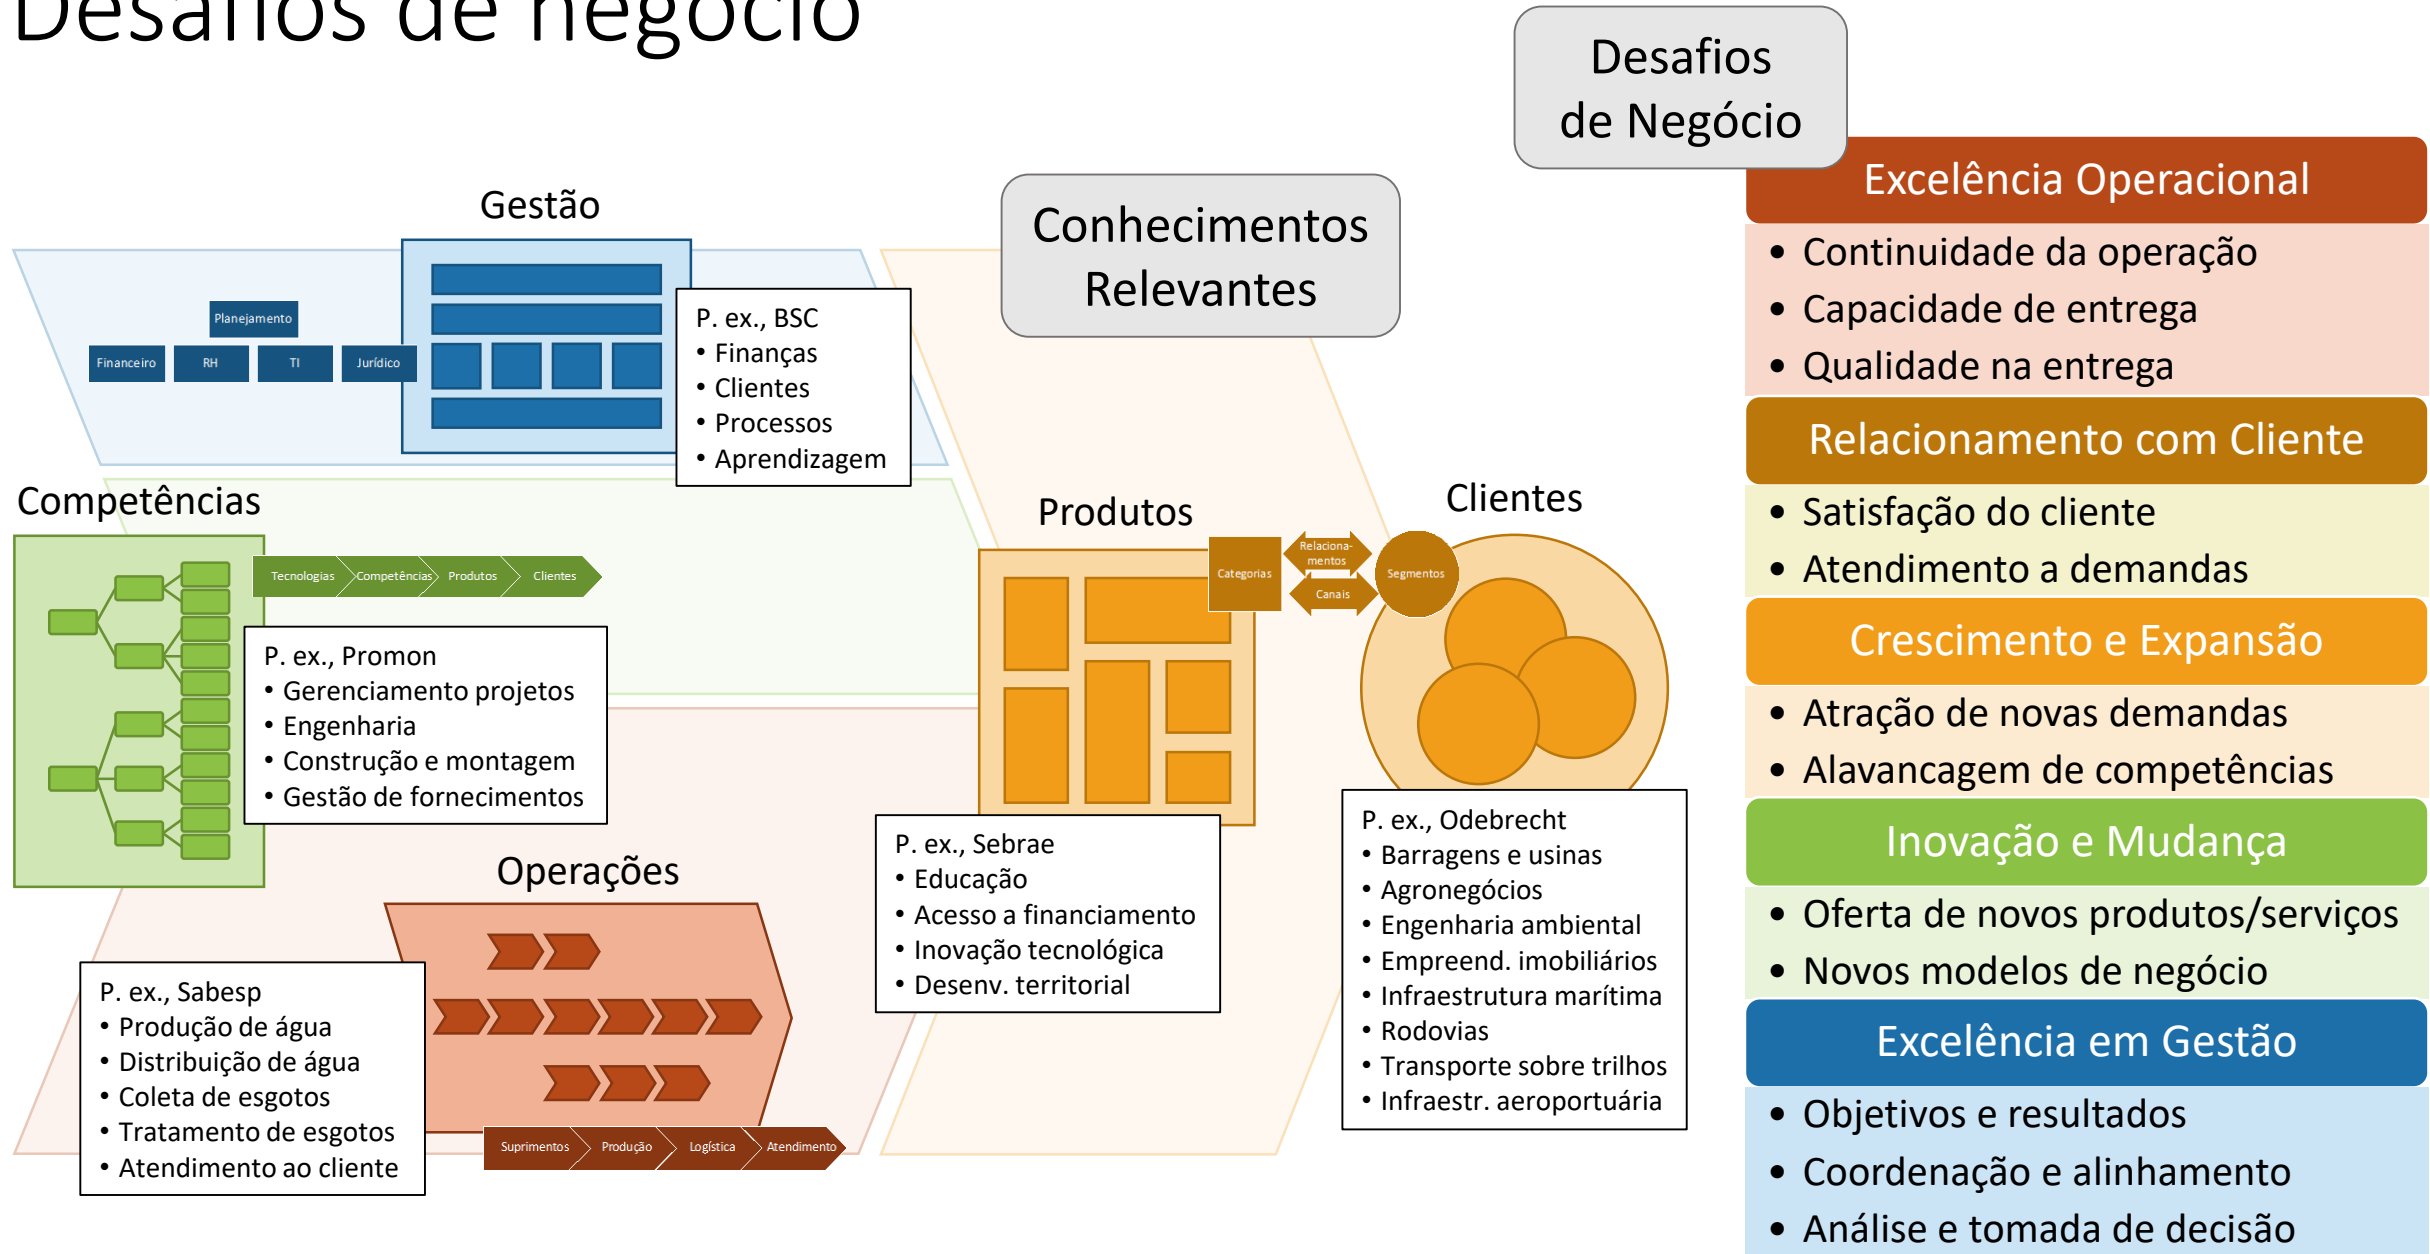 Desafios de negócio
Desafios
de Negócio
Conhecimentos
Relevantes
Gestão
Planejamento
Financeiro
RH
TI
Jurídico
P. ex., BSC
• Finanças
• Clientes
• Processos
• Aprendizagem
Competências
Tecnologias
Competências
Produtos
Clientes
P. ex., Promon
• Gerenciamento projetos
• Engenharia
• Construção e montagem
• Gestão de fornecimentos
Operações
P. ex., Sabesp
• Produção de água
• Distribuição de água
• Coleta de esgotos
• Tratamento de esgotos
• Atendimento ao cliente
Suprimentos
Produção
Logística
Atendimento
Produtos
Categorias
Relaciona-
mentos
Canais
Segmentos
Clientes
P. ex., Sebrae
• Educação
• Acesso a financiamento
• Inovação tecnológica
• Desenv. territorial
P. ex., Odebrecht
• Barragens e usinas
• Agronegócios
• Engenharia ambiental
• Empreend. imobiliários
• Infraestrutura marítima
• Rodovias
• Transporte sobre trilhos
• Infraestr. aeroportuária
Excelência Operacional
• Continuidade da operação
• Capacidade de entrega
• Qualidade na entrega
Relacionamento com Cliente
• Satisfação do cliente
• Atendimento a demandas
Crescimento e Expansão
• Atração de novas demandas
• Alavancagem de competências
Inovação e Mudança
• Oferta de novos produtos/serviços
• Novos modelos de negócio
Excelência em Gestão
• Objetivos e resultados
• Coordenação e alinhamento
• Análise e tomada de decisão